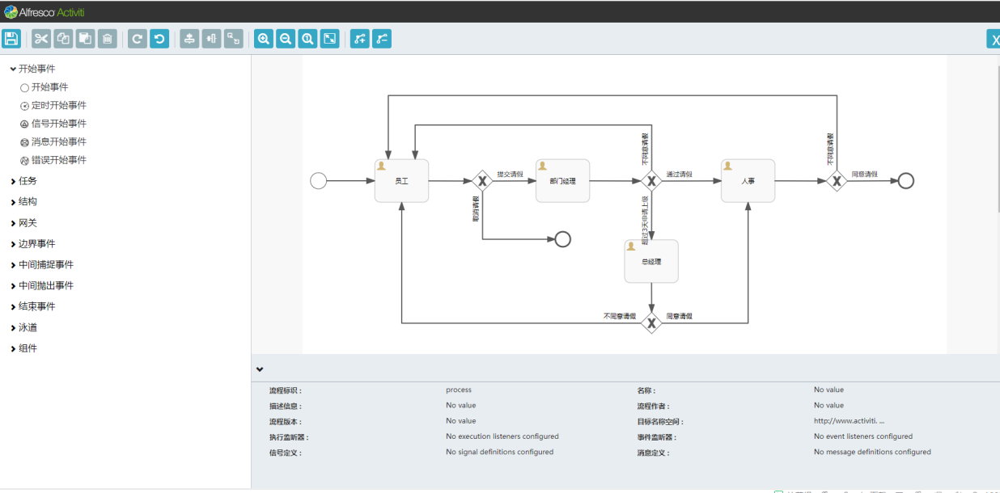 Alfresco Activiti
X
开始事件
开始事件
定时开始事件
信号开始事件
消息开始事件
错误开始事件
任务
结构
网关
边界事件
中间捕捉事件
中间抛出事件
结束事件
泳道
组件
不同意请假
不同意请假
员工
提交请假
部门经理
通过请假
人事
同意请假
取消请假
超过3天申请上级
总经理
不同意请假
同意请假
流程标识： process 名称： No value
描述信息： No value 流程作者： No value
流程版本： No value 目标名称空间： http://www.activiti. ...
执行监听器： No execution listeners configured 事件监听器： No event listeners configured
信号定义： No signal definitions configured 消息定义： No message definitions configured